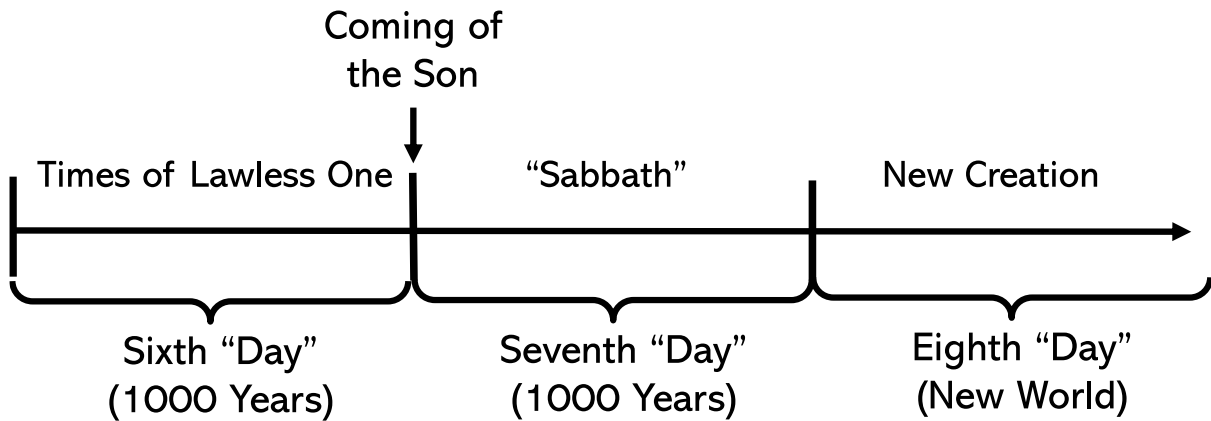 Coming of
the Son
Times of Lawless One
“Sabbath”
New Creation
Sixth “Day”
(1000 Years)
Seventh “Day”
(1000 Years)
Eighth “Day”
(New World)